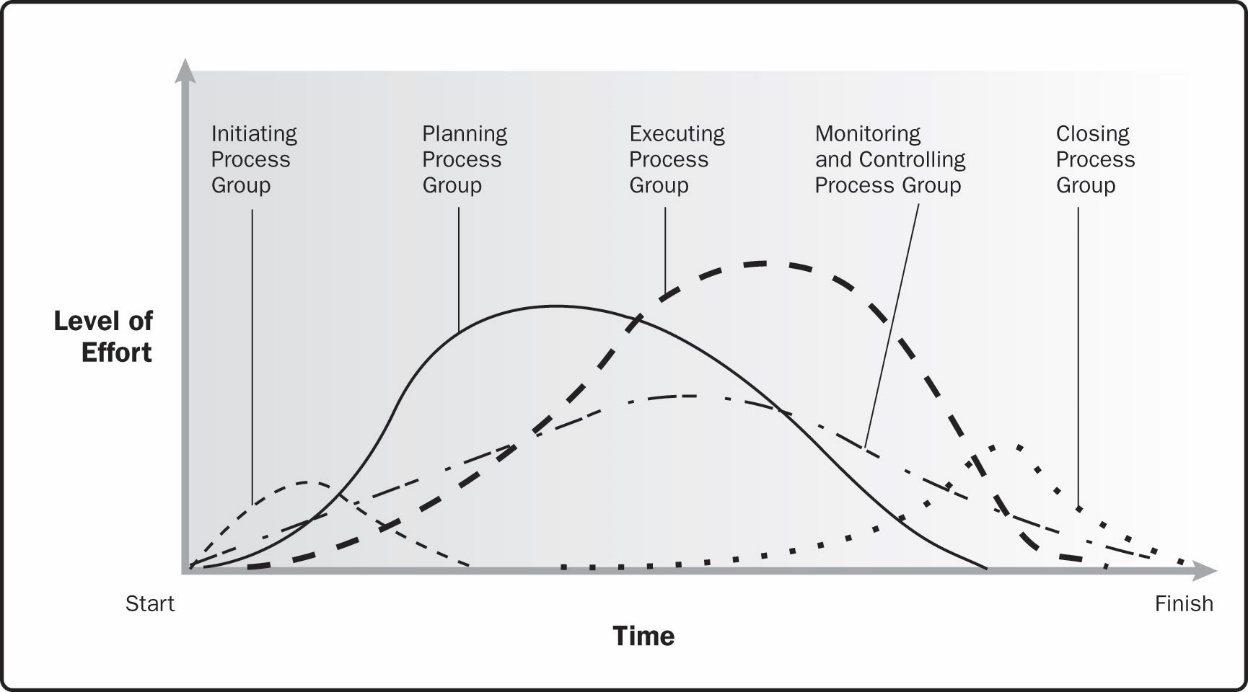 Initiating
Process
Group
Planning
Process
Group
Executing
Process
Group
Monitoring
and Controlling
Process Group
Closing
Process
Group
Level of
Effort
Start
Finish
Time